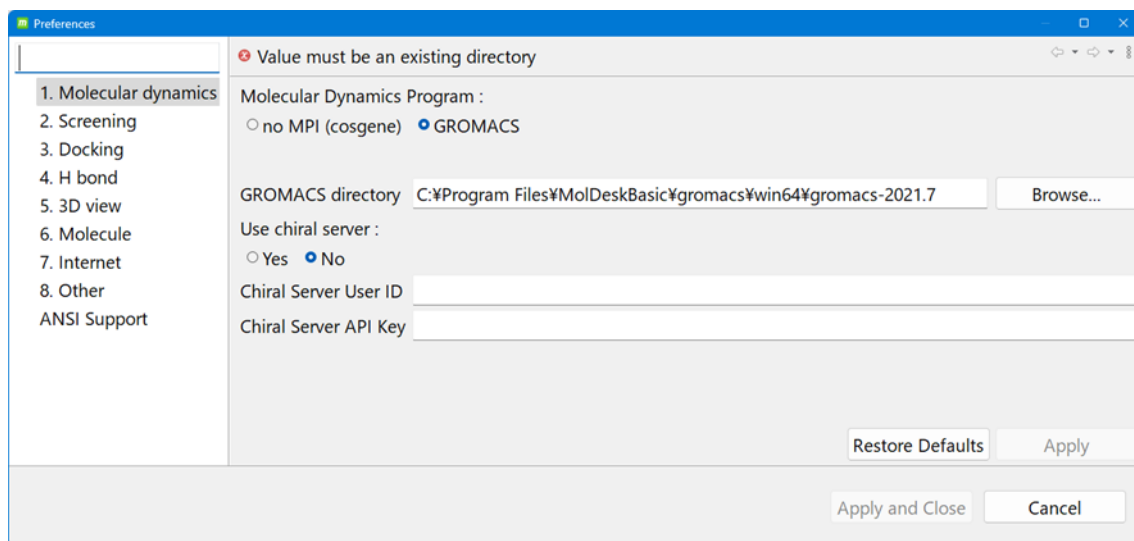 Preferences
Value must be an existing directory
1. Molecular dynamics
2. Screening
3. Docking
4. H bond
5. 3D view
6. Molecule
7. Internet
8. Other
ANSI Support
Molecular Dynamics Program :
no MPI (cosgene) GROMACS
GROMACS directory C:¥Program Files¥MolDeskBasic¥gromacs¥win64¥gromacs-2021.7 Browse...
Use chiral server :
Yes No
Chiral Server User ID
Chiral Server API Key
Restore Defaults Apply
Apply and Close Cancel